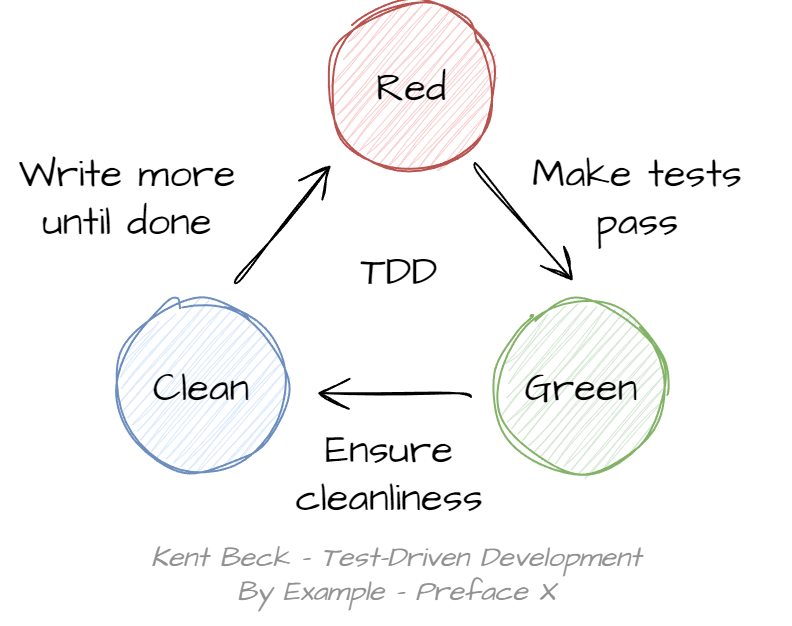 Red
Write more
until done
Make tests
pass
TDD
Clean
Green
Ensure
cleanliness
Kent Beck - Test-Driven Development
By Example - Preface X